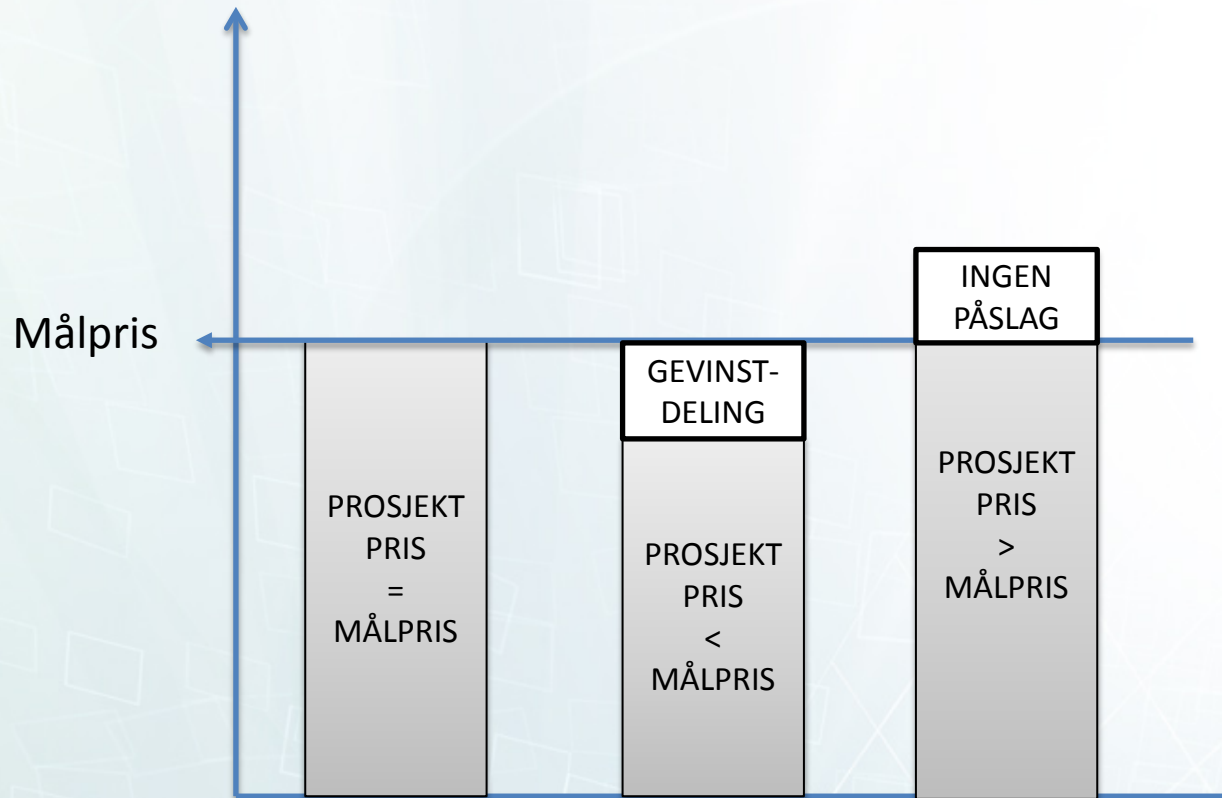 Målpris
PROSJEKT
PRIS
=
MÅLPRIS
GEVINST-
DELING
PROSJEKT
PRIS
<
MÅLPRIS
INGEN
PÅSLAG
PROSJEKT
PRIS
>
MÅLPRIS